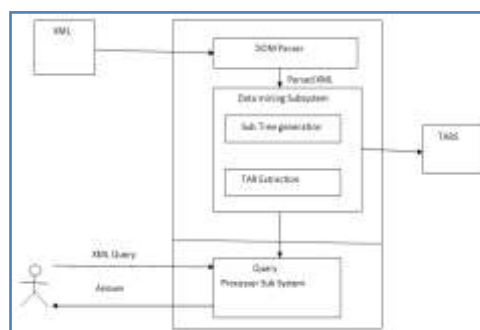 XML
DOM Parser
Parsed XML
Data mining Subsystem
Sub Tree generation
TAR Extraction
TARS
XML Query
Answer
Query
Processor Sub System